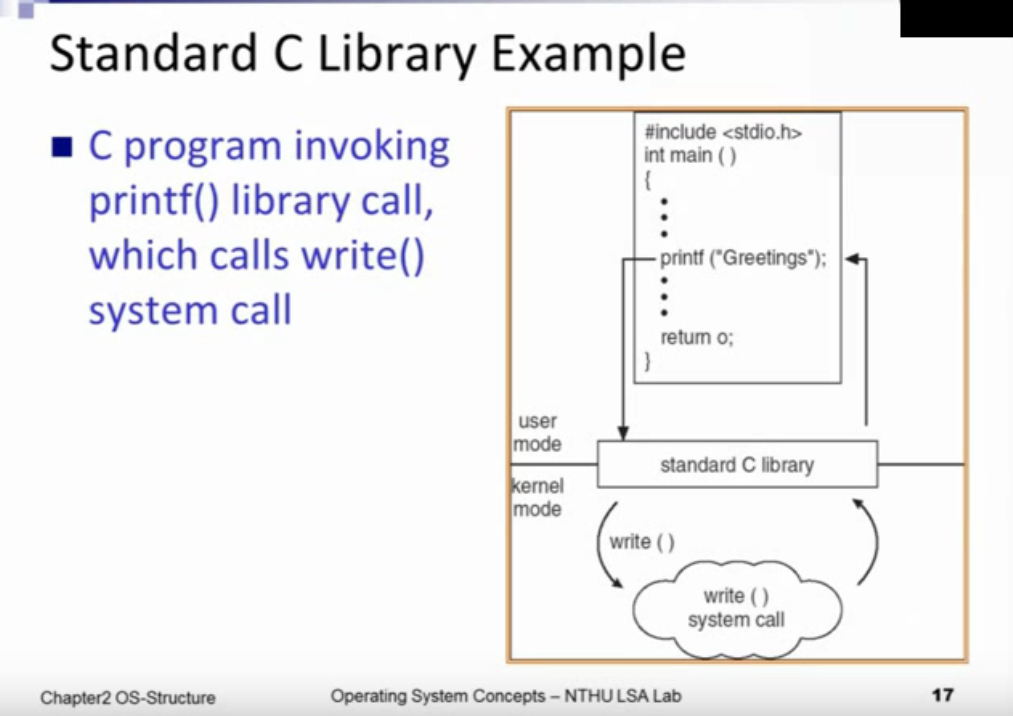 Standard C Library Example
C program invoking
printf() library call,
which calls write()
system call
#include <stdio.h>
int main ( )
{
printf ("Greetings");
return o;
}
user
mode
standard C library
kernel
mode
write ( )
write ( )
system call
Chapter2 OS-Structure
Operating System Concepts – NTHU LSA Lab
17